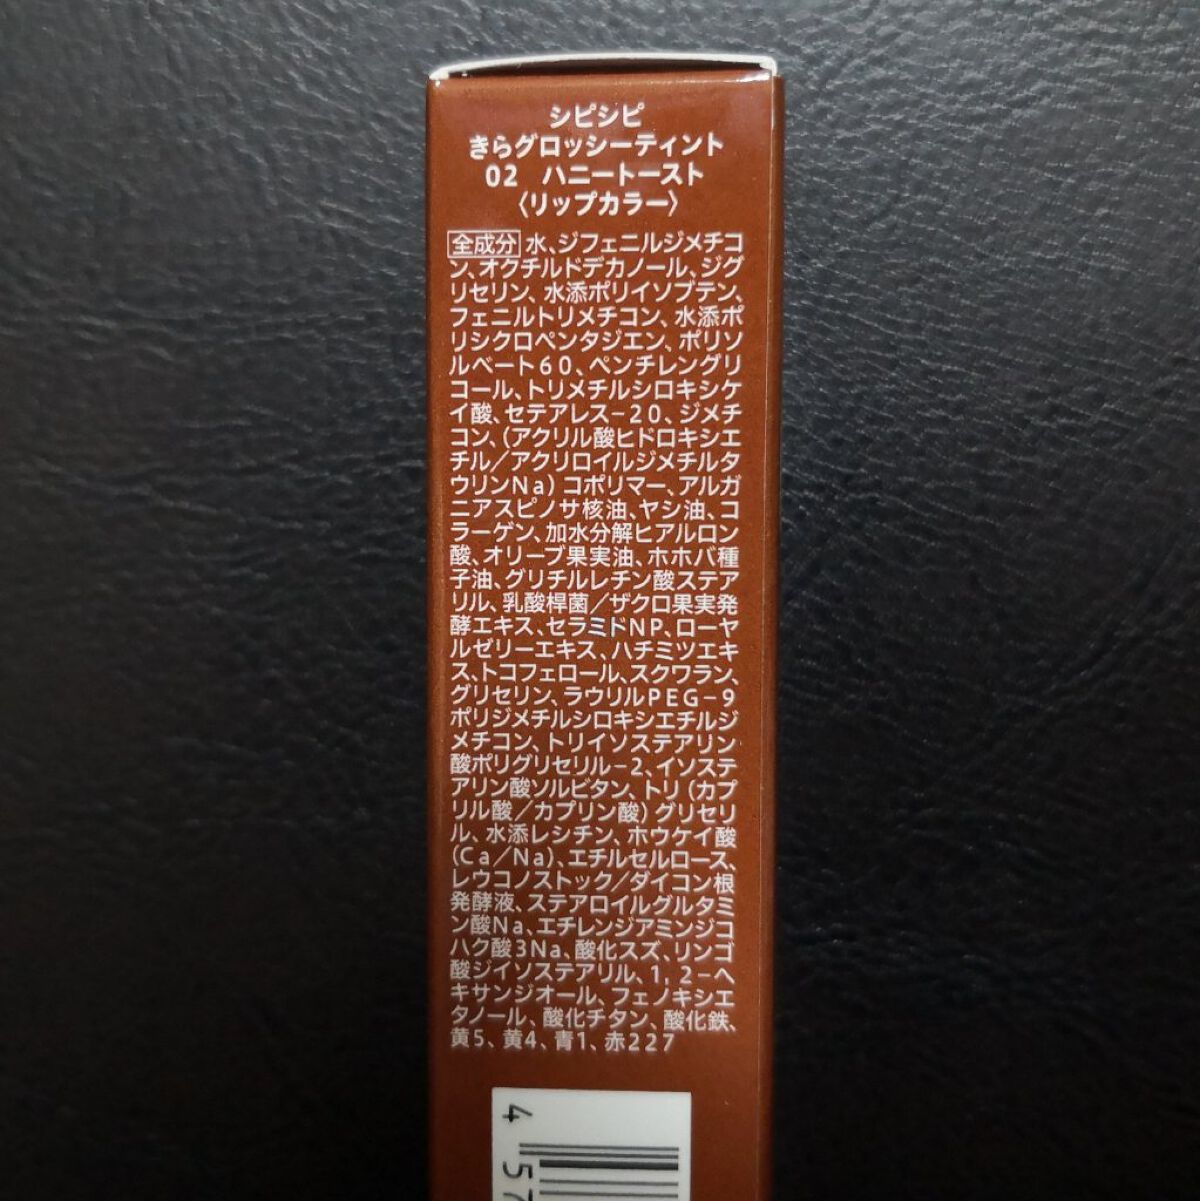 シピシピ
きらグロッシーティント
02 ハニートースト
〈リップカラー〉
全成分 水、ジフェニルジメチコ
ン、オクチルドデカノール、ジグ
リセリン、水添ポリイソブテン、
フェニルトリメチコン、水添ポ
リシクロペンタジエン、ポリソ
ルベート60、ペンチレングリ
コール、トリメチルシロキシケ
イ酸、セテアレス-20、ジメチ
コン、(アクリル酸ヒドロキシエ
チル/アクリロイルジメチルタ
ウリンNa)コポリマー、アルガ
ニアスピノサ核油、ヤシ油、コ
ラーゲン、加水分解ヒアルロン
酸、オリーブ果実油、ホホバ種
子油、グリチルレチン酸ステア
リル、乳酸桿菌/ザクロ果実発
酵エキス、セラミドNP、ローヤ
ルゼリーエキス、ハチミツエキ
ス、トコフェロール、スクワラン、
グリセリン、ラウリルPEG-9
ポリジメチルシロキシエチルジ
メチコン、トリイソステアリン
酸ポリグリセリル-2、イソステ
アリン酸ソルビタン、トリ(カプ
リル酸/カプリン酸)グリセリ
ル、水添レシチン、ホウケイ酸
(Ca/Na)、エチルセルロース、
レウコノストック/ダイコン根
発酵液、ステアロイルグルタミ
ン酸Na、エチレンジアミンジコ
ハク酸3Na、酸化スズ、リンゴ
酸ジイソステアリル、1,2-ヘ
キサンジオール、フェノキシエ
タノール、酸化チタン、酸化鉄、
黄5、黄4、青1、赤227
4 57